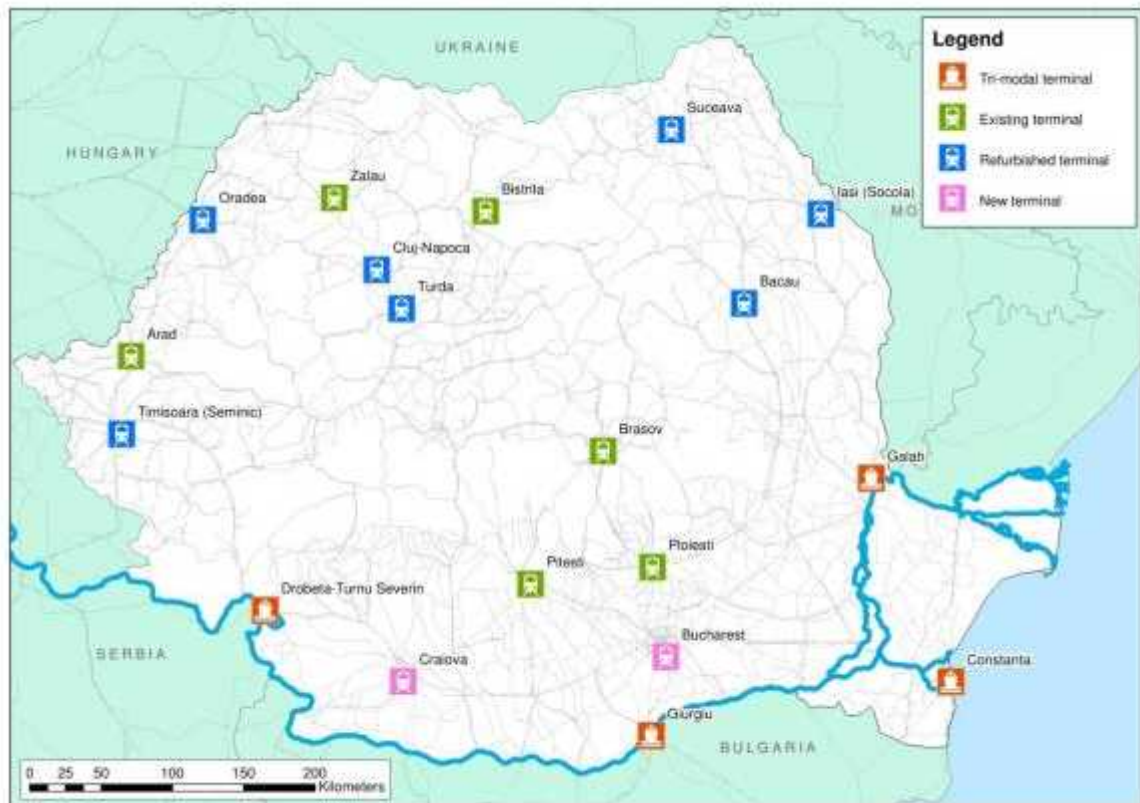 UKRAINE
Legend
Tri-modal terminal
Existing terminal
Refurbished terminal
New terminal
Suceava
HUNGARY
Zalau
Bistrita
Oradea
Iasi (Socola)
MO
Cluj-Napoca
Turda
Bacau
Arad
Timisoara (Seminic)
Brasov
Galati
Ploiesti
Pitesti
Drobeta-Turnu Severin
Bucharest
SERBIA
Craiova
Constanta
Giurgiu
BULGARIA
0 25 50 100 150 200
Kilometers